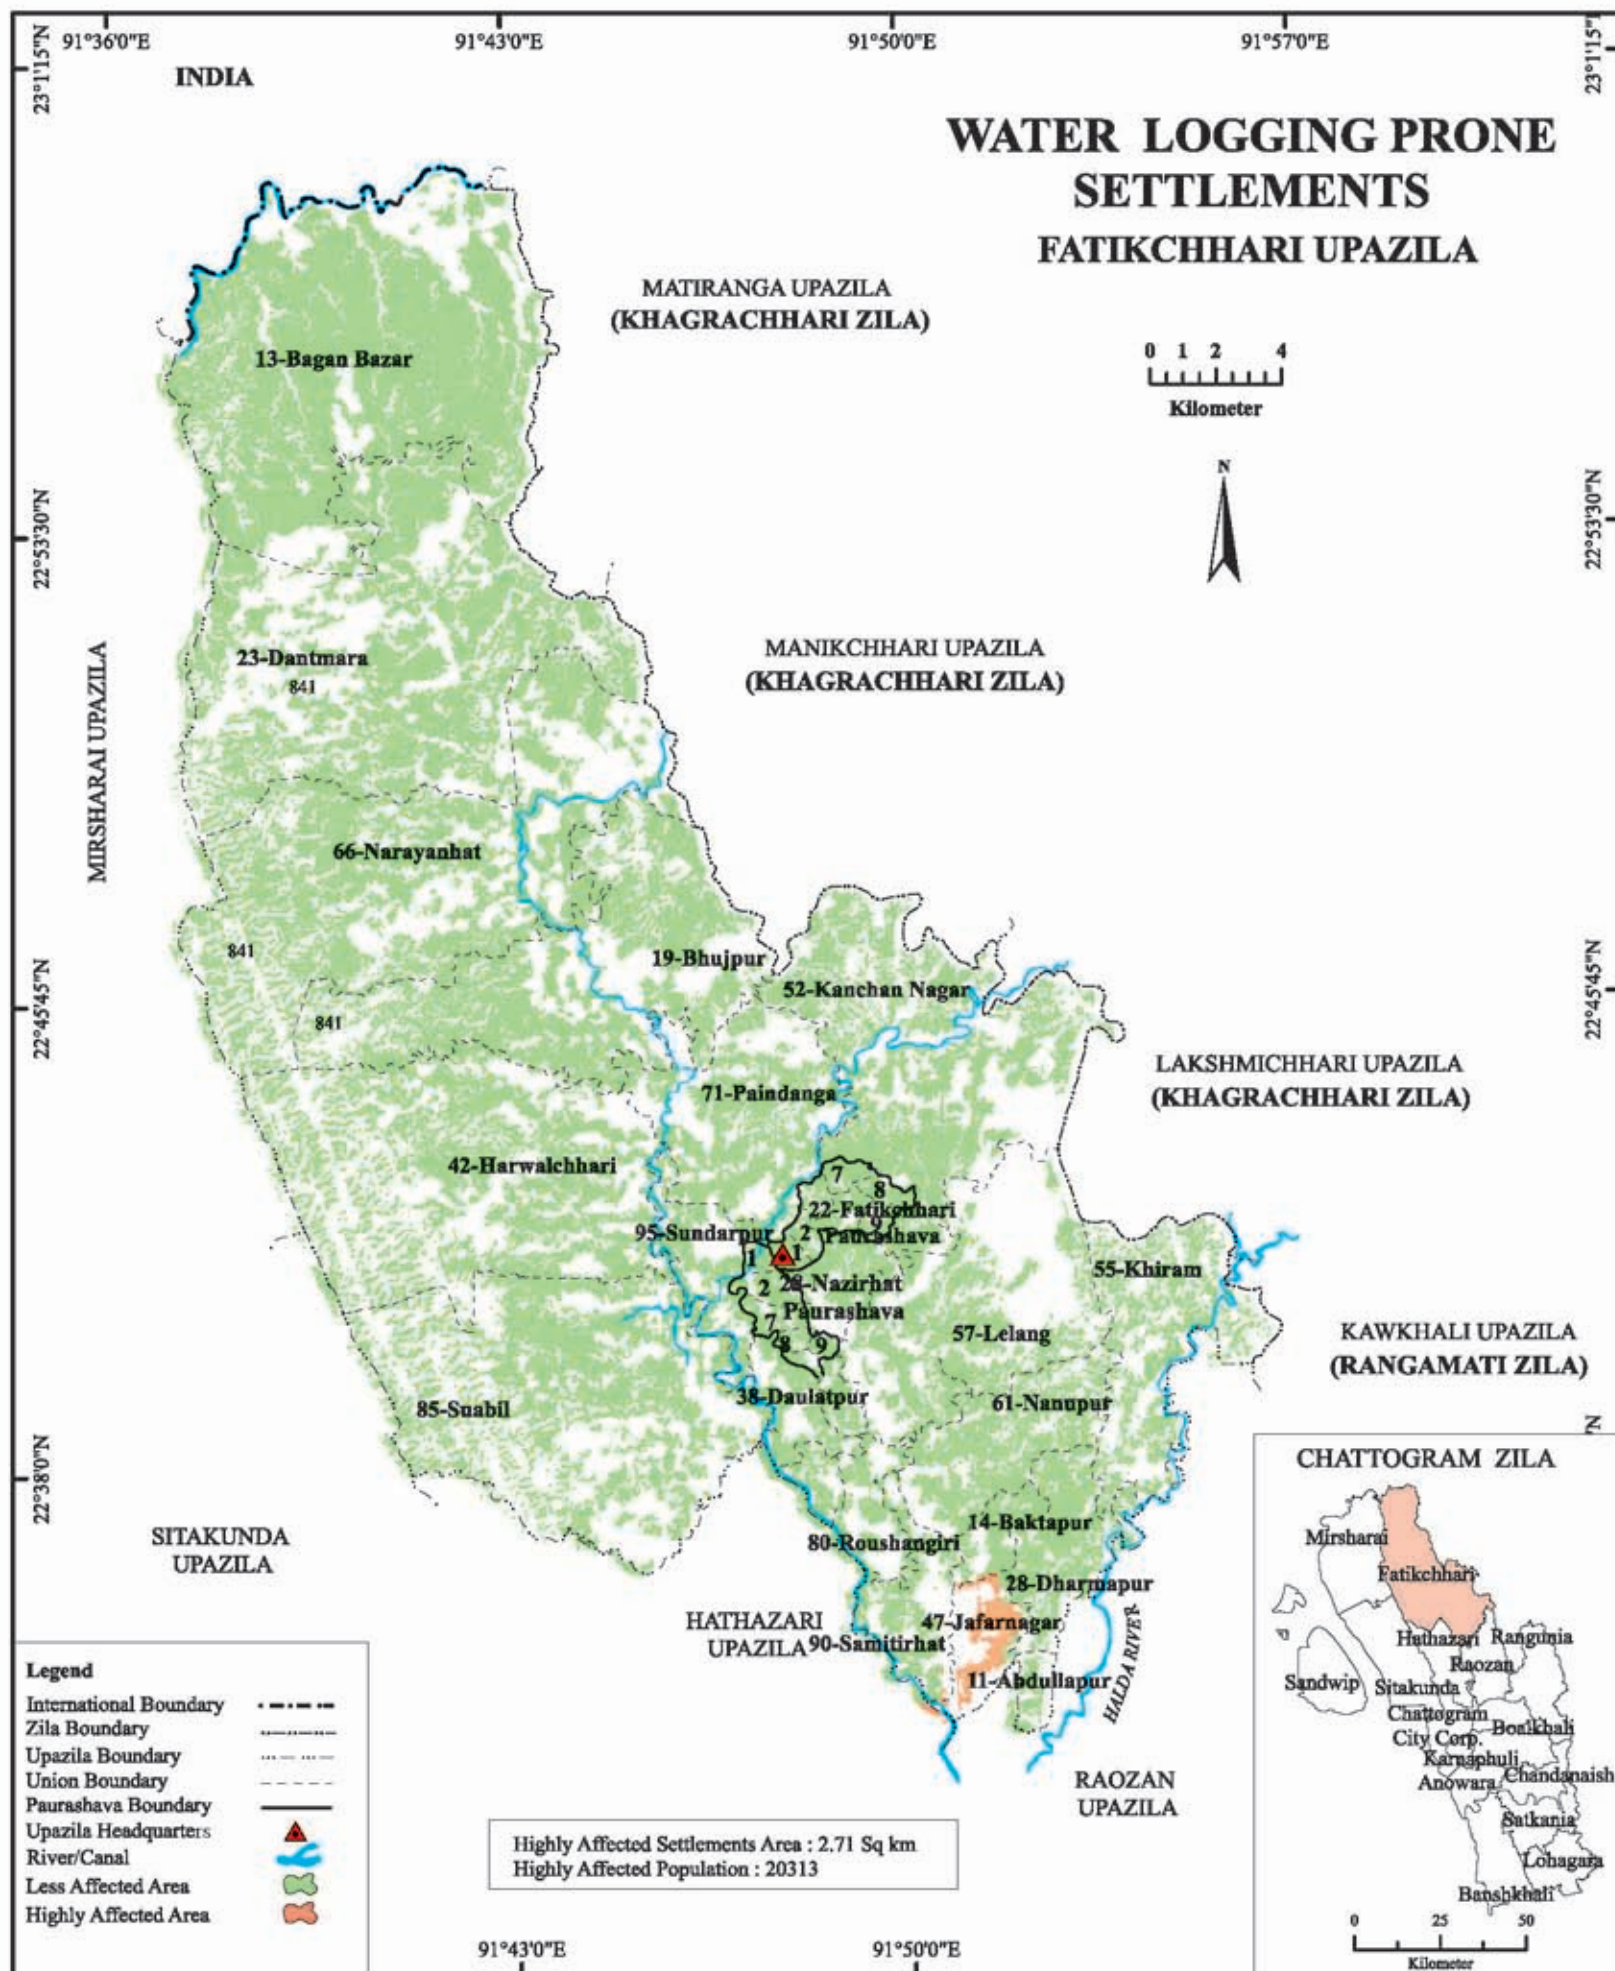 91°36'0"E
91°43'0"E
91°50'0"E
91°57'0"E
23°1'15"N
23°1'15"N
INDIA
WATER LOGGING PRONE
SETTLEMENTS
FATIKCHHARI UPAZILA
MATIRANGA UPAZILA
(KHAGRACHHARI ZILA)
0 1 2 4
Kilometer
13-Bagan Bazar
N
22°53'30"N
22°53'30"N
23-Dantmara
841
MANIKCHHARI UPAZILA
(KHAGRACHHARI ZILA)
MIRSHARAI UPAZILA
66-Narayanhat
841
19-Bhujpur
52-Kanchan Nagar
22°45'45"N
22°45'45"N
841
LAKSHMICHHARI UPAZILA
(KHAGRACHHARI ZILA)
71-Paindanga
42-Harwalchhari
7
8
22-Fatikchhari
9
95-Sundarpur
2
Paurashava
1
1
55-Khiram
2
28-Nazirhat
Paurashava
7
8
9
57-Lelang
KAWKHALI UPAZILA
(RANGAMATI ZILA)
38-Daulatpur
61-Nanupur
85-Suabil
N
22°38'0"N
14-Baktapur
80-Roushangiri
SITAKUNDA
UPAZILA
28-Dharmapur
47-Jafarnagar
HATHAZARI
UPAZILA
90-Samitirhat
11-Abdullapur
HALDA RIVER
RAOZAN
UPAZILA
Legend
International Boundary
Zila Boundary
Upazila Boundary
Union Boundary
Paurashava Boundary
Upazila Headquarters
River/Canal
Less Affected Area
Highly Affected Area
Highly Affected Settlements Area : 2.71 Sq km
Highly Affected Population : 20313
CHATTOGRAM ZILA
Mirsharai
Fatikchhari
Hathazari
Rangunia
Raozan
Sandwip
Sitakunda
Chattogram
City Corp.
Boalkhali
Karnaphuli
Anowara
Chandanaish
Satkania
Lohagara
Banshkhali
0 25 50
Kilometer
91°43'0"E
91°50'0"E